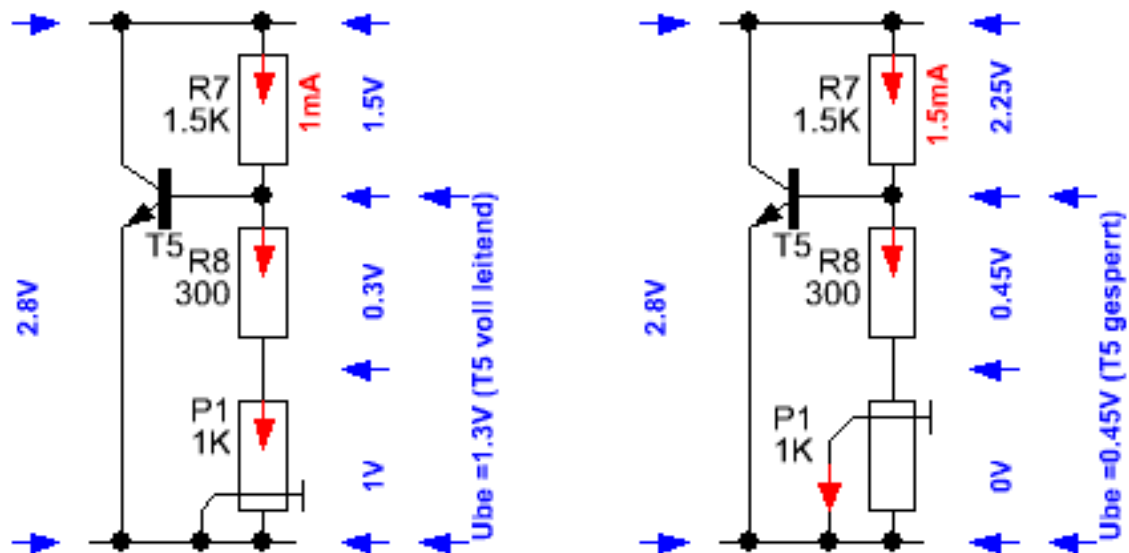 R7
1.5K
1mA
1.5V
T5
R8
300
0.3V
2.8V
P1
1K
1V
Ube =1.3V (T5 voll leitend)
R7
1.5K
1.5mA
2.25V
T5
R8
300
0.45V
2.8V
P1
1K
0V
Ube =0.45V (T5 gesperrt)